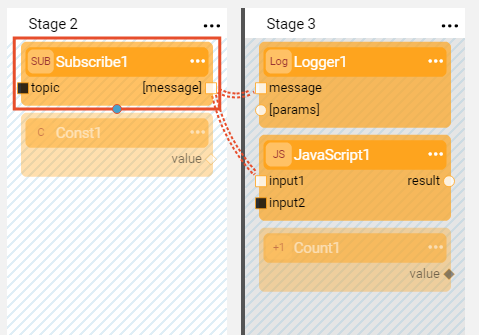 Stage 2 ...
SUB Subscribe1 ...
topic [message]
C Const1 ...
value
Stage 3 ...
Log Logger1 ...
message
[params]
JS JavaScript1 ...
input1 result
input2
+1 Count1 ...
value